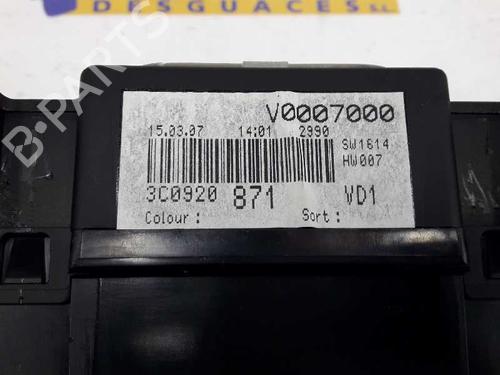 DESGUACES S.L.
B-PARTS
V0007000
15.03.07 14:01 2990
SW1614
HW007
3C0920 871 VD1
Colour : Sort :